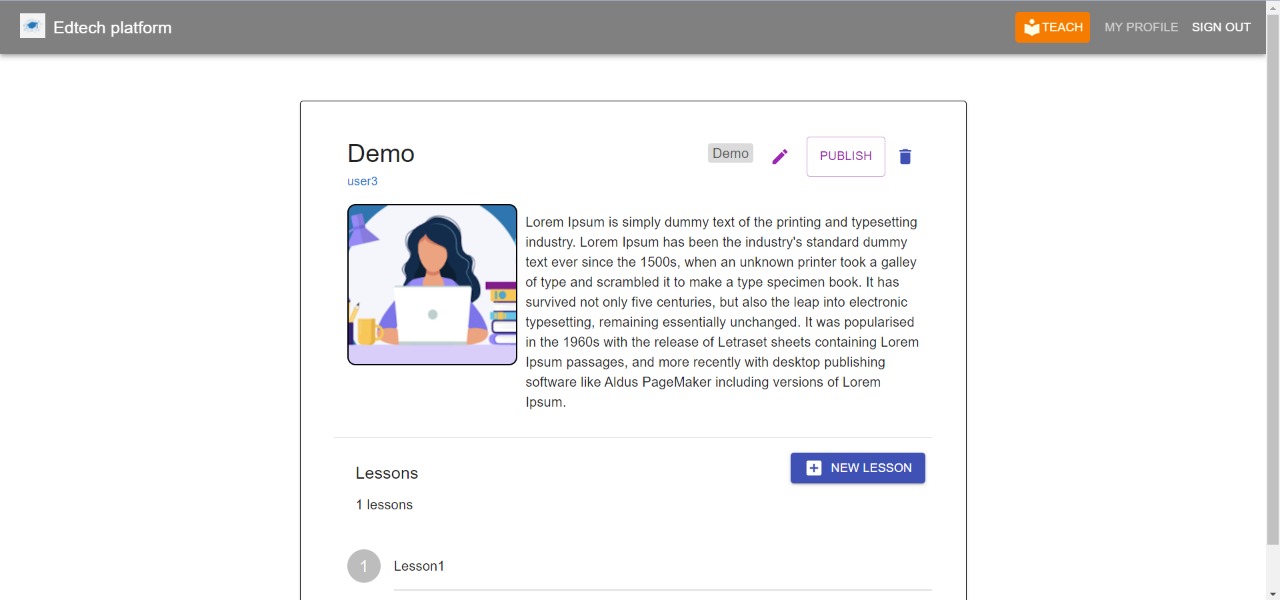 Edtech platform
TEACH
MY PROFILE
SIGN OUT
Demo
Demo
PUBLISH
user3
Lorem Ipsum is simply dummy text of the printing and typesetting
industry. Lorem Ipsum has been the industry's standard dummy
text ever since the 1500s, when an unknown printer took a galley
of type and scrambled it to make a type specimen book. It has
survived not only five centuries, but also the leap into electronic
typesetting, remaining essentially unchanged. It was popularised
in the 1960s with the release of Letraset sheets containing Lorem
Ipsum passages, and more recently with desktop publishing
software like Aldus PageMaker including versions of Lorem
Ipsum.
Lessons
NEW LESSON
1 lessons
1
Lesson1